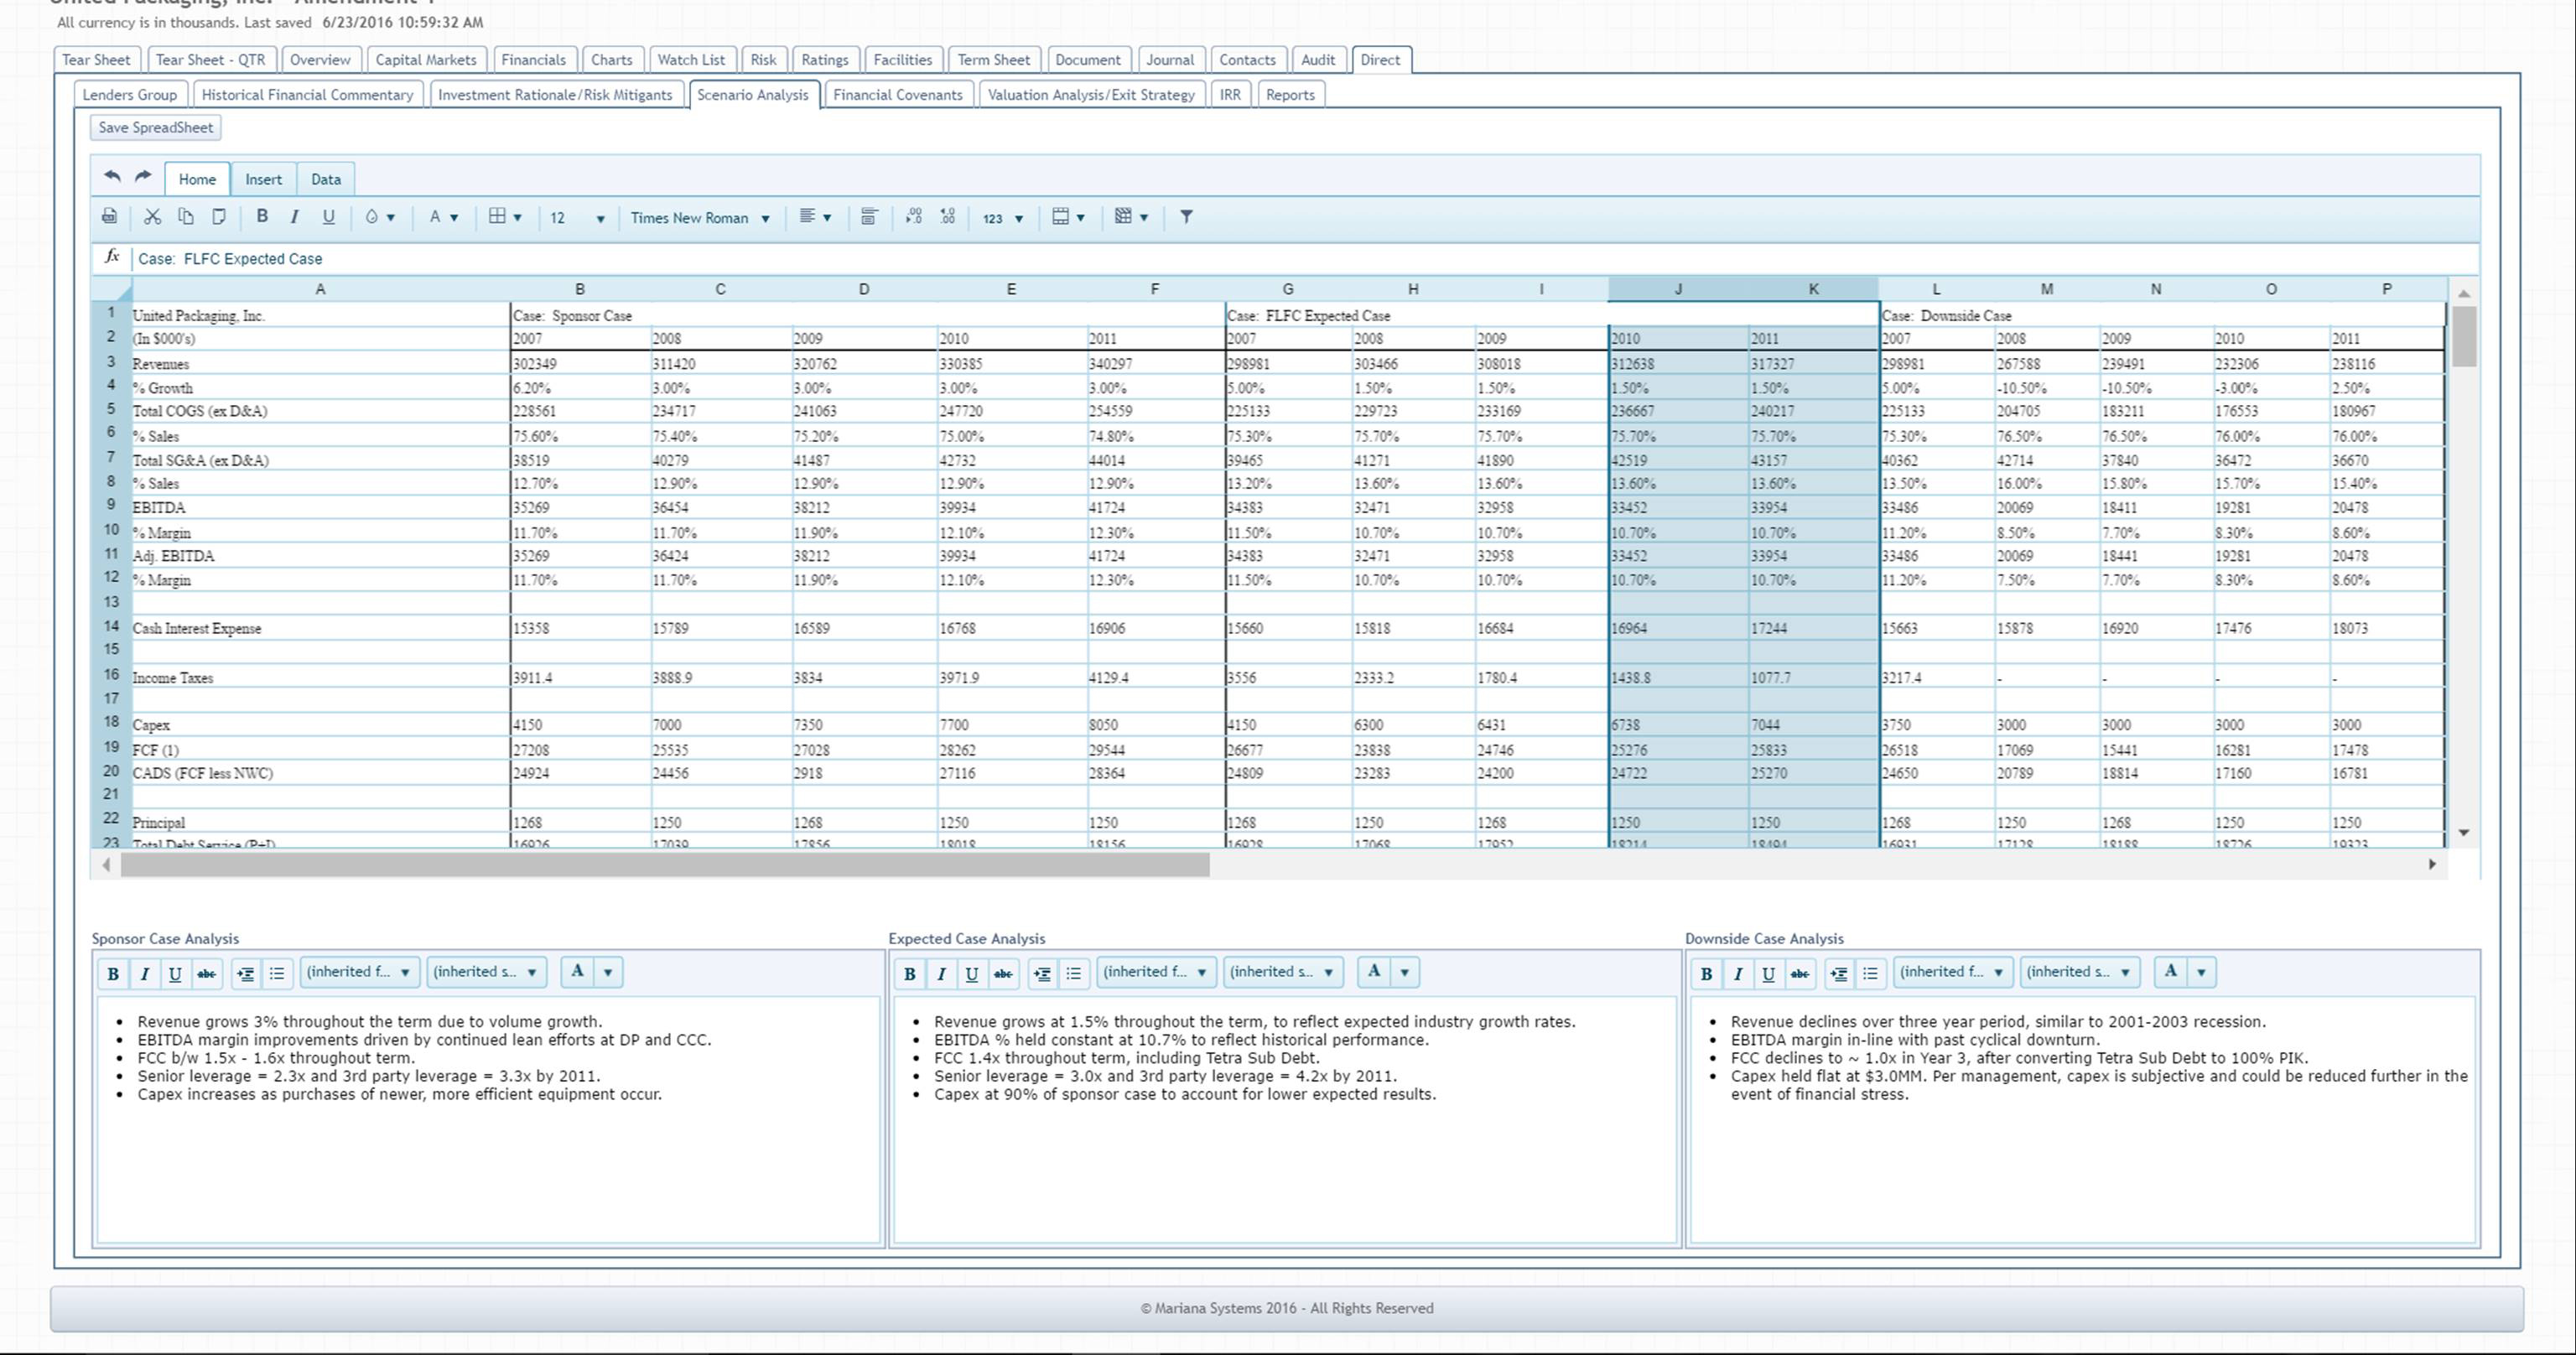 United Packaging, Inc. - Amendment
All currency is in thousands. Last saved 6/23/2016 10:59:32 AM
Tear Sheet Tear Sheet - QTR Overview Capital Markets Financials Charts Watch List Risk Ratings Facilities Term Sheet Document Journal Contacts Audit Direct
Lenders Group Historical Financial Commentary Investment Rationale/Risk Mitigants Scenario Analysis Financial Covenants Valuation Analysis/Exit Strategy IRR Reports
Save SpreadSheet
Home Insert Data
B I U A 12 Times New Roman 123
fx Case: FLFC Expected Case
A B C D E F G H I J K L M N O P
1 United Packaging, Inc. Case: Sponsor Case Case: FLFC Expected Case Case: Downside Case
2 (In $000's) 2007 2008 2009 2010 2011 2007 2008 2009 2010 2011 2007 2008 2009 2010 2011
3 Revenues 302349 311420 320762 330385 340297 298981 303466 308018 312638 317327 298981 267588 239491 232306 238116
4 % Growth 6.20% 3.00% 3.00% 3.00% 3.00% 5.00% 1.50% 1.50% 1.50% 1.50% 5.00% -10.50% -10.50% -3.00% 2.50%
5 Total COGS (ex D&A) 228561 234717 241063 247720 254559 225133 229723 233169 236667 240217 225133 204705 183211 176553 180967
6 % Sales 75.60% 75.40% 75.20% 75.00% 74.80% 75.30% 75.70% 75.70% 75.70% 75.70% 75.30% 76.50% 76.50% 76.00% 76.00%
7 Total SG&A (ex D&A) 38519 40279 41487 42732 44014 39465 41271 41890 42519 43157 40362 42714 37840 36472 36670
8 % Sales 12.70% 12.90% 12.90% 12.90% 12.90% 13.20% 13.60% 13.60% 13.60% 13.60% 13.50% 16.00% 15.80% 15.70% 15.40%
9 EBITDA 35269 36454 38212 39934 41724 34383 32471 32958 33452 33954 33486 20069 18411 19281 20478
10 % Margin 11.70% 11.70% 11.90% 12.10% 12.30% 11.50% 10.70% 10.70% 10.70% 10.70% 11.20% 8.50% 7.70% 8.30% 8.60%
11 Adj. EBITDA 35269 36424 38212 39934 41724 34383 32471 32958 33452 33954 33486 20069 18441 19281 20478
12 % Margin 11.70% 11.70% 11.90% 12.10% 12.30% 11.50% 10.70% 10.70% 10.70% 10.70% 11.20% 7.50% 7.70% 8.30% 8.60%
13
14 Cash Interest Expense 15358 15789 16589 16768 16906 15660 15818 16684 16964 17244 15663 15878 16920 17476 18073
15
16 Income Taxes 3911.4 3888.9 3834 3971.9 4129.4 3556 2333.2 1780.4 1438.8 1077.7 3217.4 - - - -
17
18 Capex 4150 7000 7350 7700 8050 4150 6300 6431 6738 7044 3750 3000 3000 3000 3000
19 FCF (1) 27208 25535 27028 28262 29544 26677 23838 24746 25276 25833 26518 17069 15441 16281 17478
20 CADS (FCF less NWC) 24924 24456 2918 27116 28364 24809 23283 24200 24722 25270 24650 20789 18814 17160 16781
21
22 Principal 1268 1250 1268 1250 1250 1268 1250 1268 1250 1250 1268 1250 1268 1250 1250
23 Total Debt Service (P+I) 16926 17039 17856 18018 18156 16928 17068 17952 18214 18494 16931 17128 18188 18726 19323
Sponsor Case Analysis
B I U abc (inherited f... (inherited s... A
• Revenue grows 3% throughout the term due to volume growth.
• EBITDA margin improvements driven by continued lean efforts at DP and CCC.
• FCC b/w 1.5x - 1.6x throughout term.
• Senior leverage = 2.3x and 3rd party leverage = 3.3x by 2011.
• Capex increases as purchases of newer, more efficient equipment occur.
Expected Case Analysis
B I U abc (inherited f... (inherited s... A
• Revenue grows at 1.5% throughout the term, to reflect expected industry growth rates.
• EBITDA % held constant at 10.7% to reflect historical performance.
• FCC 1.4x throughout term, including Tetra Sub Debt.
• Senior leverage = 3.0x and 3rd party leverage = 4.2x by 2011.
• Capex at 90% of sponsor case to account for lower expected results.
Downside Case Analysis
B I U abc (inherited f... (inherited s... A
• Revenue declines over three year period, similar to 2001-2003 recession.
• EBITDA margin in-line with past cyclical downturn.
• FCC declines to ~ 1.0x in Year 3, after converting Tetra Sub Debt to 100% PIK.
• Capex held flat at $3.0MM. Per management, capex is subjective and could be reduced further in the
event of financial stress.
© Mariana Systems 2016 - All Rights Reserved